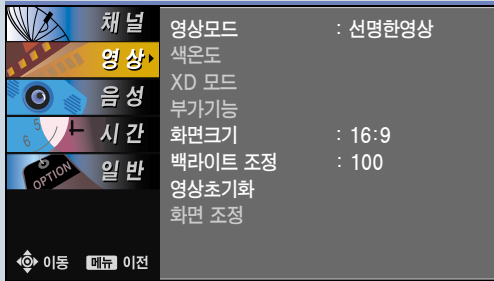 채널
영상
음성
시간
일반
OPTION
5
6
영상모드 : 선명한영상
색온도
XD 모드
부가기능
화면크기 : 16:9
백라이트 조정 : 100
영상초기화
화면 조정
이동 메뉴 이전